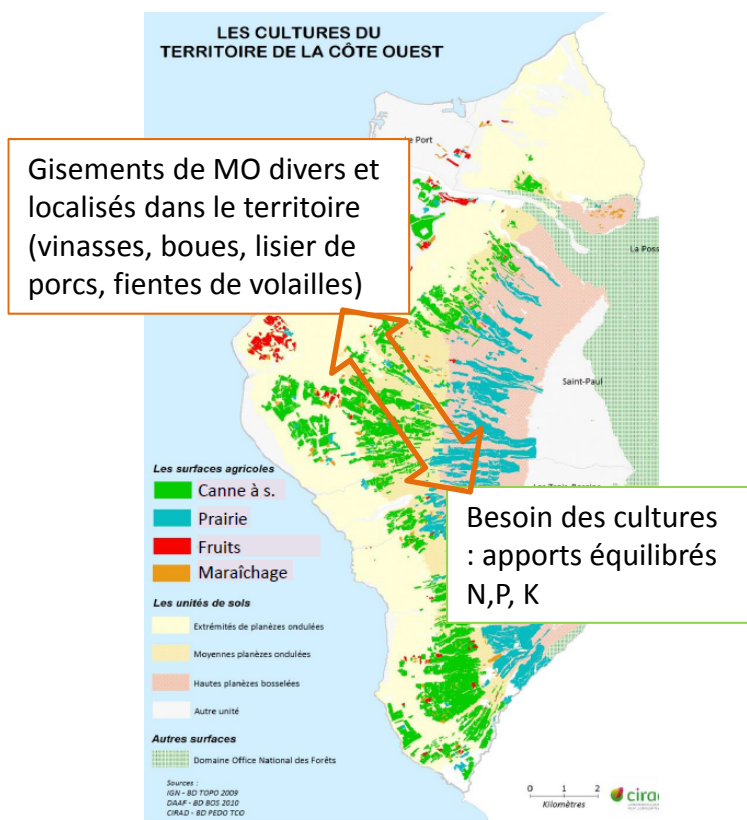 LES CULTURES DU
TERRITOIRE DE LA CÔTE OUEST
Le Port
Gisements de MO divers et
localisés dans le territoire
(vinasses, boues, lisier de
porcs, fientes de volailles)
La Poss
Saint-Paul
Les surfaces agricoles
Canne à s.
Prairie
Fruits
Maraîchage
Besoin des cultures
: apports équilibrés
N,P, K
Les unités de sols
Extrémités de planèzes ondulées
Moyennes planèzes ondulées
Hautes planèzes bosselées
Autre unité
Autres surfaces
Domaine Office National des Forêts
Sources :
IGN - BD TOPO 2009
DAAF - BD BOS 2010
CIRAD - BD PEDO TCO
0 1 2
Kilomètres
cirad